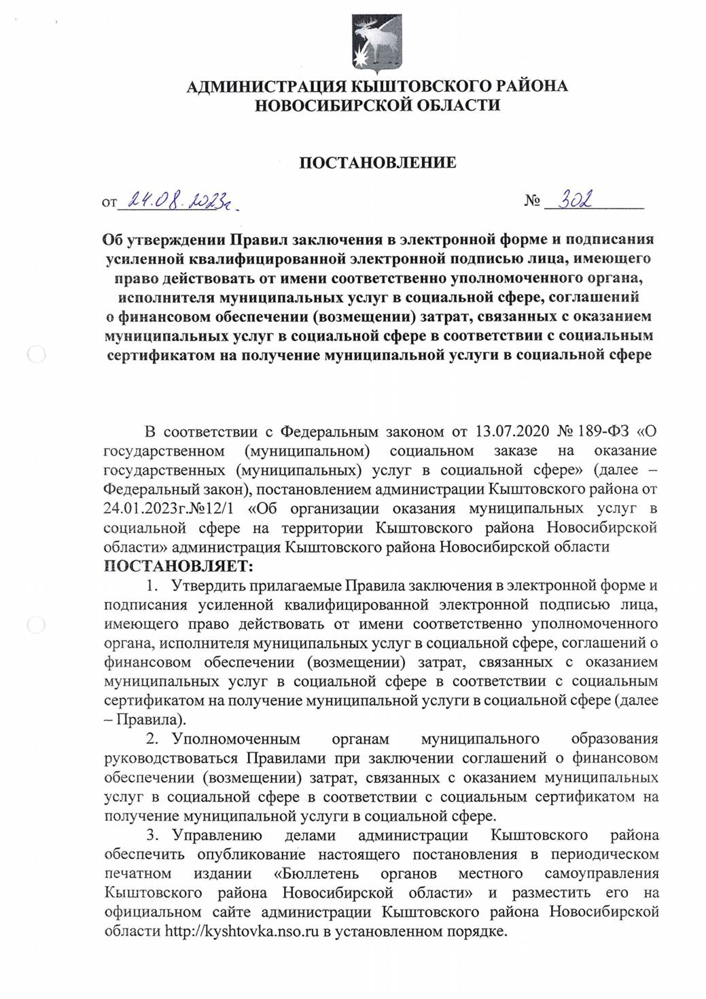 АДМИНИСТРАЦИЯ КЫШТОВСКОГО РАЙОНА
НОВОСИБИРСКОЙ ОБЛАСТИ
ПОСТАНОВЛЕНИЕ
от 24.08.2023г. № 302
Об утверждении Правил заключения в электронной форме и подписания
усиленной квалифицированной электронной подписью лица, имеющего
право действовать от имени соответственно уполномоченного органа,
исполнителя муниципальных услуг в социальной сфере, соглашений
о финансовом обеспечении (возмещении) затрат, связанных с оказанием
муниципальных услуг в социальной сфере в соответствии с социальным
сертификатом на получение муниципальной услуги в социальной сфере
В соответствии с Федеральным законом от 13.07.2020 № 189-ФЗ «О
государственном (муниципальном) социальном заказе на оказание
государственных (муниципальных) услуг в социальной сфере» (далее –
Федеральный закон), постановлением администрации Кыштовского района от
24.01.2023г.№12/1 «Об организации оказания муниципальных услуг в
социальной сфере на территории Кыштовского района Новосибирской
области» администрация Кыштовского района Новосибирской области
ПОСТАНОВЛЯЕТ:
1. Утвердить прилагаемые Правила заключения в электронной форме и
подписания усиленной квалифицированной электронной подписью лица,
имеющего право действовать от имени соответственно уполномоченного
органа, исполнителя муниципальных услуг в социальной сфере, соглашений о
финансовом обеспечении (возмещении) затрат, связанных с оказанием
муниципальных услуг в социальной сфере в соответствии с социальным
сертификатом на получение муниципальной услуги в социальной сфере (далее
– Правила).
2. Уполномоченным органам муниципального образования
руководствоваться Правилами при заключении соглашений о финансовом
обеспечении (возмещении) затрат, связанных с оказанием муниципальных
услуг в социальной сфере в соответствии с социальным сертификатом на
получение муниципальной услуги в социальной сфере.
3. Управлению делами администрации Кыштовского района
обеспечить опубликование настоящего постановления в периодическом
печатном издании «Бюллетень органов местного самоуправления
Кыштовского района Новосибирской области» и разместить его на
официальном сайте администрации Кыштовского района Новосибирской
области http://kyshtovka.nso.ru в установленном порядке.